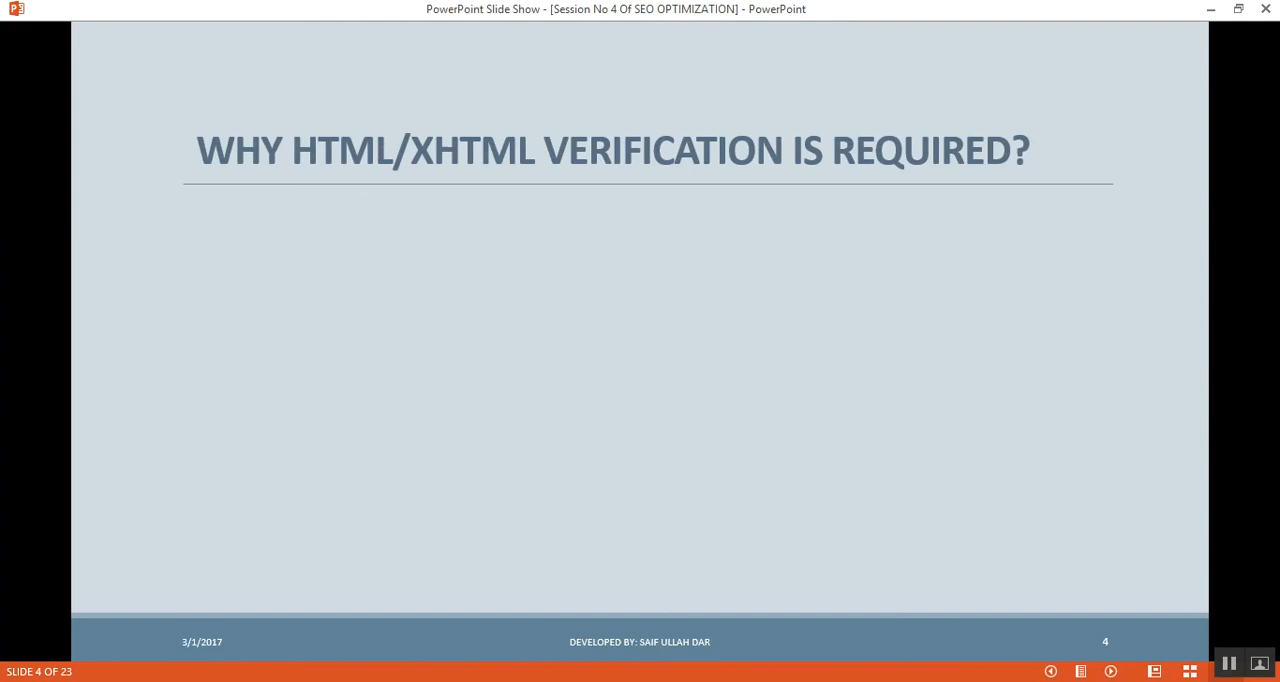 PowerPoint Slide Show - [Session No 4 Of SEO OPTIMIZATION] - PowerPoint
WHY HTML/XHTML VERIFICATION IS REQUIRED?
3/1/2017
DEVELOPED BY: SAIF ULLAH DAR
4
SLIDE 4 OF 23